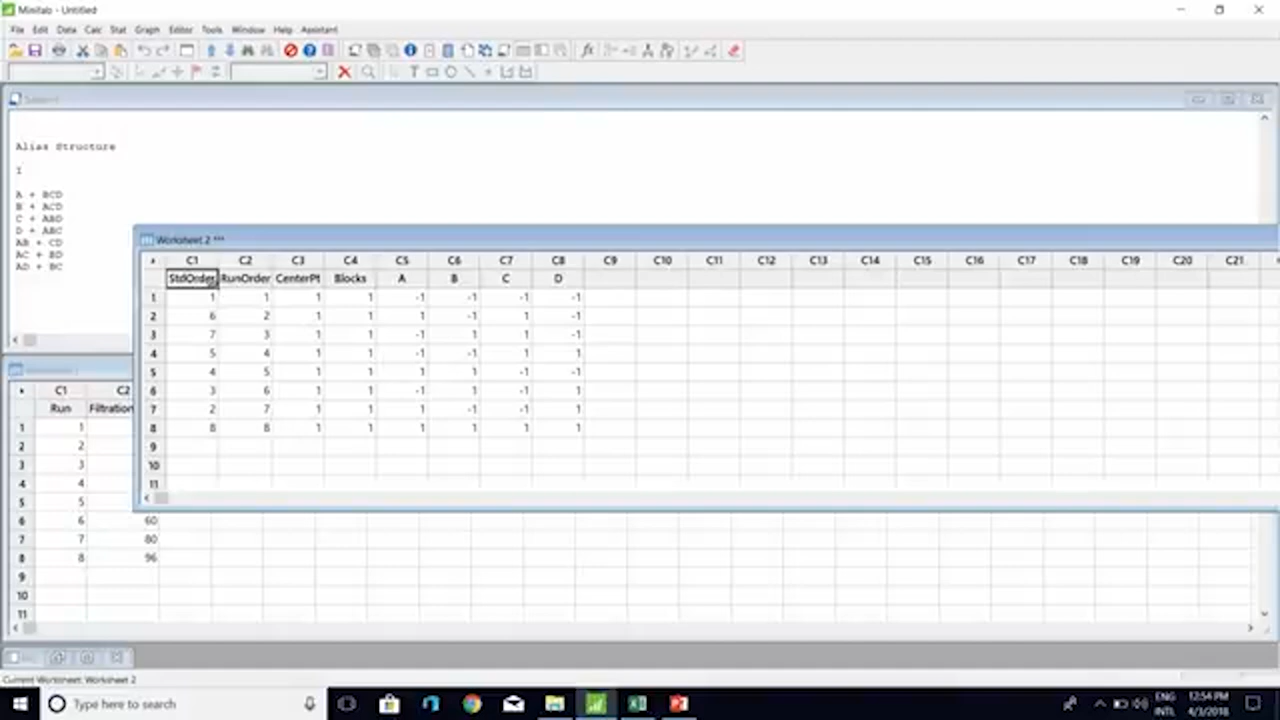 Minitab - Untitled
File Edit Data Calc Stat Graph Editor Tools Window Help Assistant
Alias Structure
I
A + BCD
B + ACD
C + ABD
D + ABC
AB + CD
AC + BD
AD + BC
Worksheet 2 ***
C1 C2 C3 C4 C5 C6 C7 C8 C9 C10 C11 C12 C13 C14 C15 C16 C17 C18 C19 C20 C21
StdOrder RunOrder CenterPt Blocks A B C D
1 1 1 1 1 -1 -1 -1 -1
2 6 2 1 1 1 -1 1 -1
3 7 3 1 1 -1 1 1 -1
4 5 4 1 1 -1 -1 1 1
5 4 5 1 1 1 1 -1 -1
6 3 6 1 1 -1 1 -1 1
7 2 7 1 1 1 -1 -1 1
8 8 8 1 1 1 1 1 1
9
10
11
C1 C2
Run Filtration
1 1
2 2
3 3
4 4
5 5
6 6 60
7 7 80
8 8 96
9
10
11
Current Worksheet: Worksheet 2
Type here to search
ENG
INTL
12:54 PM
4/3/2018